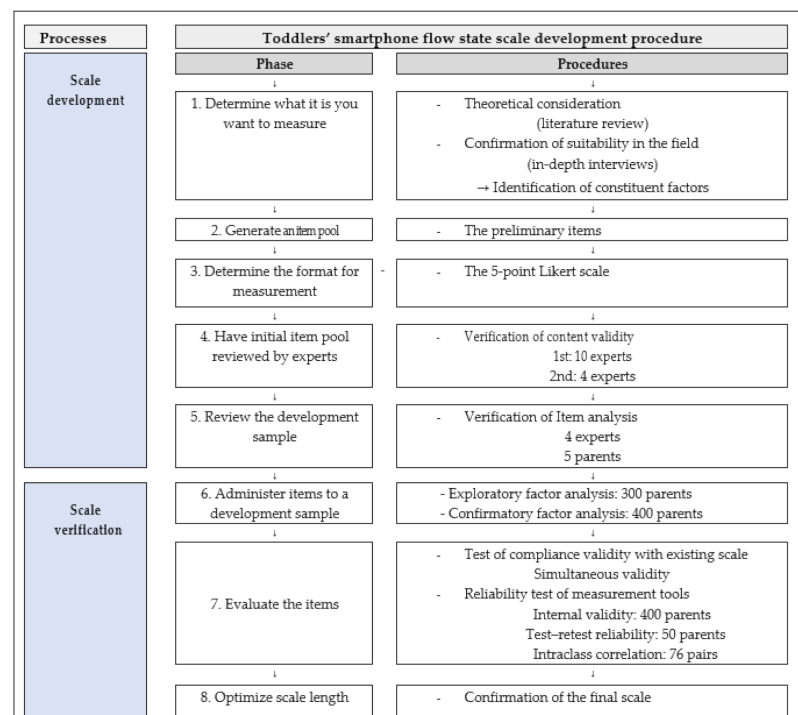 Processes
Toddlers' smartphone flow state scale development procedure
Scale
development
Phase
Procedures
↓
↓
1. Determine what it is you
want to measure
- Theoretical consideration
(literature review)
- Confirmation of suitability in the field
(in-depth interviews)
→ Identification of constituent factors
↓
↓
2. Generate an item pool
- The preliminary items
↓
↓
3. Determine the format for
measurement
-
- The 5-point Likert scale
↓
↓
4. Have initial item pool
reviewed by experts
- Verification of content validity
1st: 10 experts
2nd: 4 experts
↓
↓
5. Review the development
sample
- Verification of Item analysis
4 experts
5 parents
↓
↓
Scale
verification
6. Administer items to a
development sample
- Exploratory factor analysis: 300 parents
- Confirmatory factor analysis: 400 parents
↓
↓
7. Evaluate the items
- Test of compliance validity with existing scale
Simultaneous validity
- Reliability test of measurement tools
Internal validity: 400 parents
Test–retest reliability: 50 parents
Intraclass correlation: 76 pairs
↓
↓
8. Optimize scale length
- Confirmation of the final scale